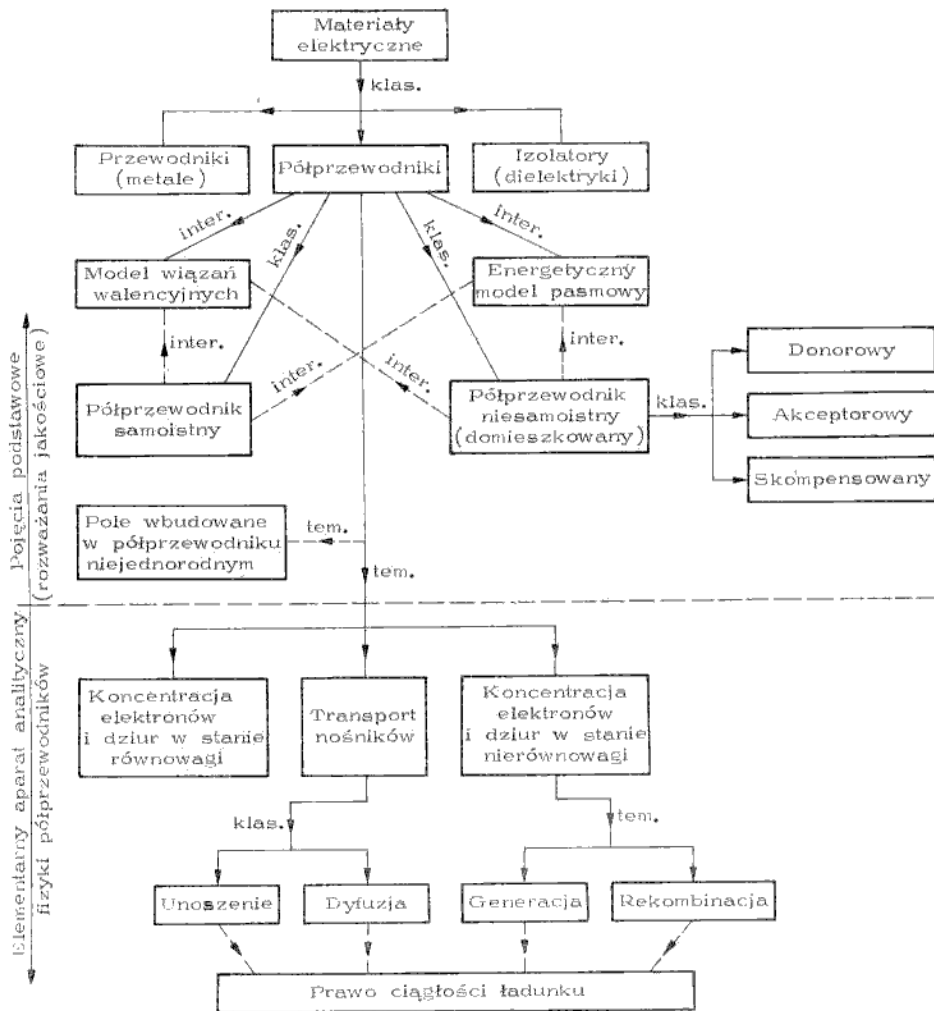 Materiały
elektryczne
klas.
Przewodniki
(metale)
Półprzewodniki
Izolatory
(dielektryki)
inter.
klas.
klas.
inter.
Model wiązań
walencyjnych
Energetyczny
model pasmowy
inter.
inter.
inter.
inter.
Półprzewodnik
samoistny
Półprzewodnik
niesamoistny
(domieszkowany)
klas.
Donorowy
Akceptorowy
Skompensowany
Pole wbudowane
w półprzewodniku
niejednorodnym
tem.
tem.
Pojęcia podstawowe
(rozważania jakościowe)
Elementarny aparat analityczny
fizyki półprzewodników
Koncentracja
elektronów
i dziur w stanie
równowagi
Transport
nośników
Koncentracja
elektronów
i dziur w stanie
nierównowagi
klas.
tem.
Unoszenie
Dyfuzja
Generacja
Rekombinacja
Prawo ciągłości ładunku